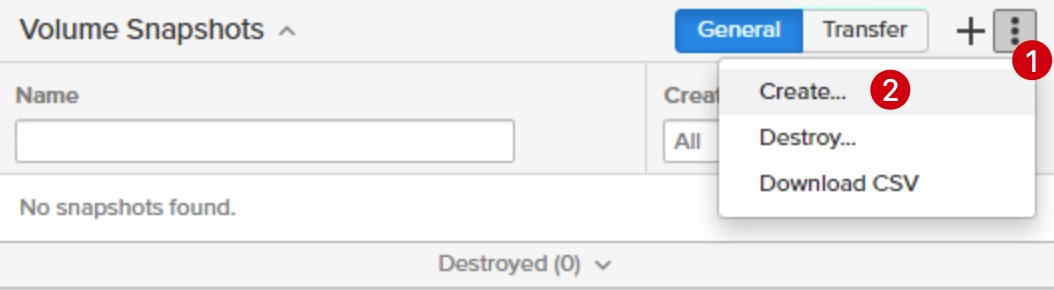 Volume Snapshots
General
Transfer
1
Name
Creat
Create...
2
All
Destroy...
Download CSV
No snapshots found.
Destroyed (0)